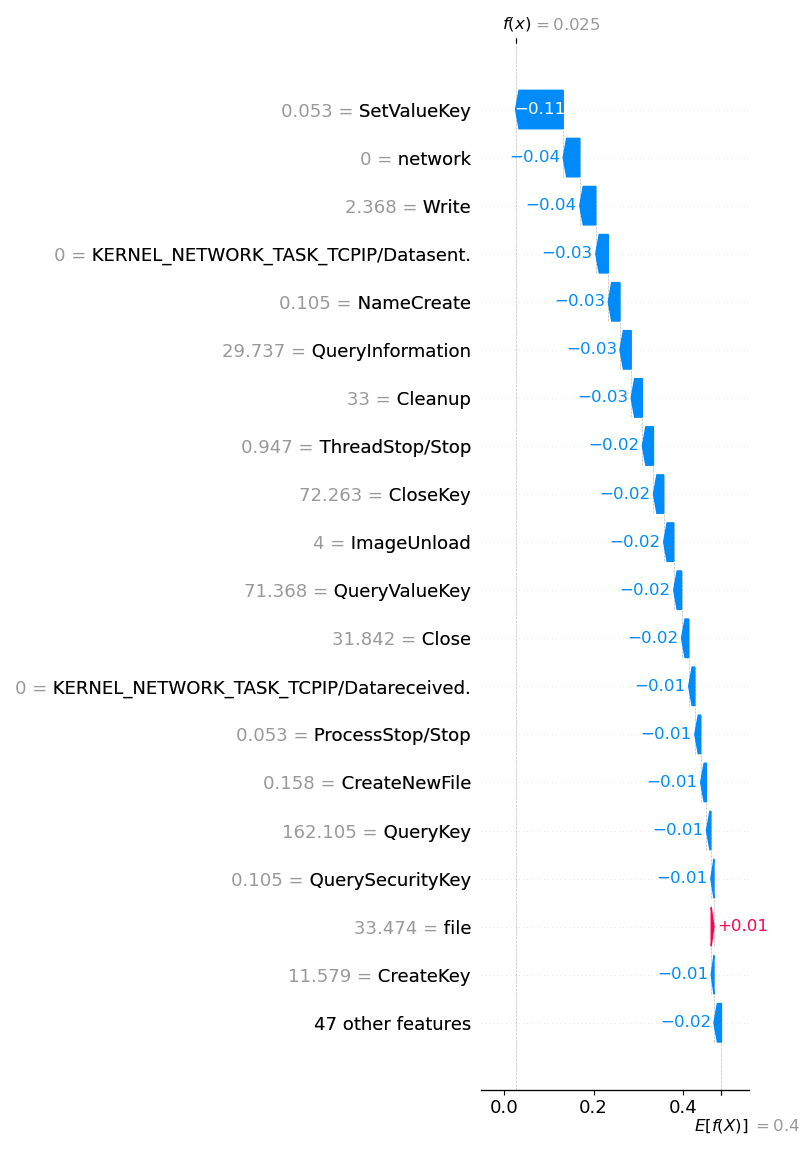 f(x) = 0.025
0.053 = SetValueKey −0.11
0 = network −0.04
2.368 = Write −0.04
0 = KERNEL_NETWORK_TASK_TCPIP/Datasent. −0.03
0.105 = NameCreate −0.03
29.737 = QueryInformation −0.03
33 = Cleanup −0.03
0.947 = ThreadStop/Stop −0.02
72.263 = CloseKey −0.02
4 = ImageUnload −0.02
71.368 = QueryValueKey −0.02
31.842 = Close −0.02
0 = KERNEL_NETWORK_TASK_TCPIP/Datareceived. −0.01
0.053 = ProcessStop/Stop −0.01
0.158 = CreateNewFile −0.01
162.105 = QueryKey −0.01
0.105 = QuerySecurityKey −0.01
33.474 = file +0.01
11.579 = CreateKey −0.01
47 other features −0.02
0.0 0.2 0.4
E[f(X)] = 0.4